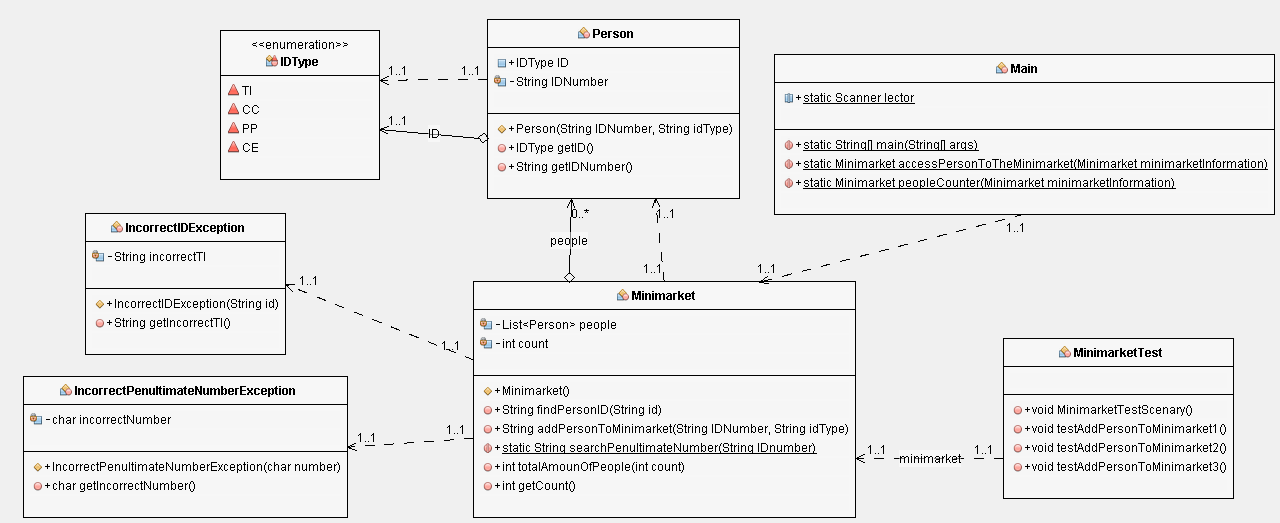 <<enumeration>>
IDType
TI
CC
PP
CE
Person
+ IDType ID
- String IDNumber
+ Person(String IDNumber, String idType)
+ IDType getID()
+ String getIDNumber()
Main
+ static Scanner lector
+ static String[] main(String[] args)
+ static Minimarket accessPersonToTheMinimarket(Minimarket minimarketInformation)
+ static Minimarket peopleCounter(Minimarket minimarketInformation)
1..1
1..1
1..1
ID
0..*
1..1
people
l
1..1
1..1
1..1
IncorrectIDException
- String incorrectTI
+ IncorrectIDException(String id)
+ String getIncorrectTI()
1..1
1..1
Minimarket
- List<Person> people
- int count
+ Minimarket()
+ String findPersonID(String id)
+ String addPersonToMinimarket(String IDNumber, String idType)
+ static String searchPenultimateNumber(String IDnumber)
+ int totalAmounOfPeople(int count)
+ int getCount()
IncorrectPenultimateNumberException
- char incorrectNumber
+ IncorrectPenultimateNumberException(char number)
+ char getIncorrectNumber()
1..1
1..1
MinimarketTest
+ void MinimarketTestScenary()
+ void testAddPersonToMinimarket1()
+ void testAddPersonToMinimarket2()
+ void testAddPersonToMinimarket3()
1..1
minimarket
1..1